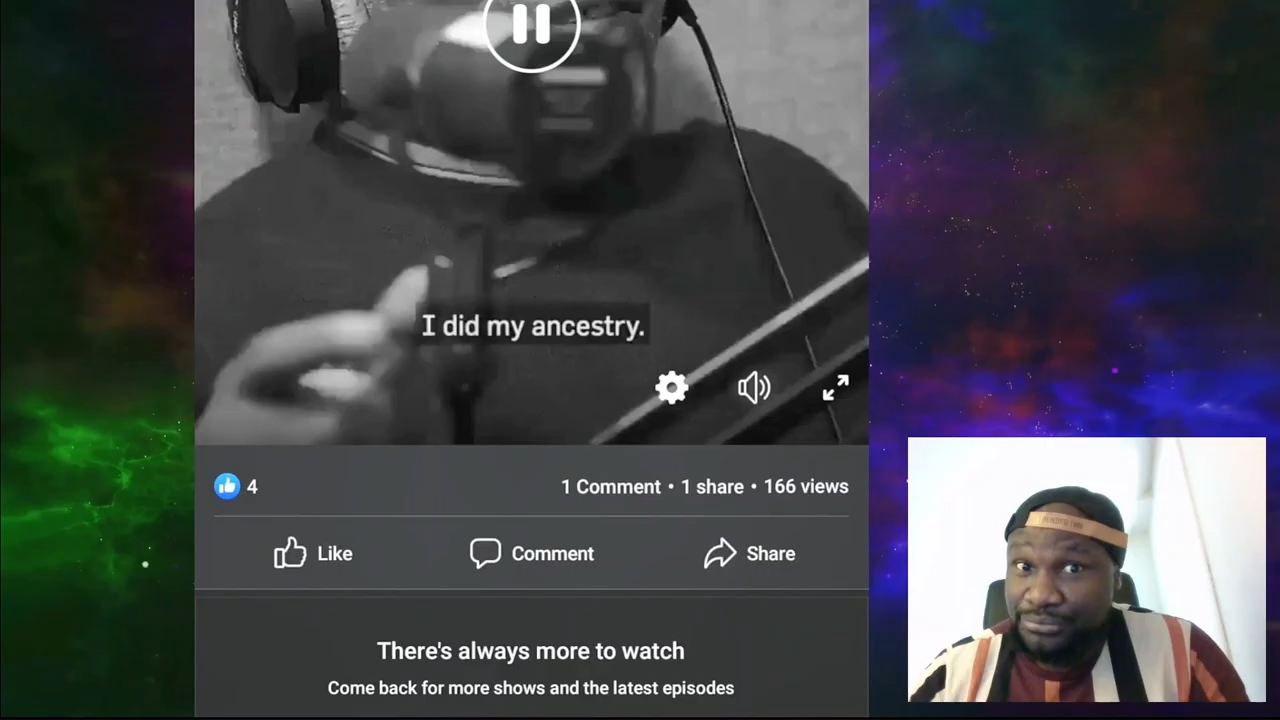 I did my ancestry.
4
1 Comment • 1 share • 166 views
Like
Comment
Share
There's always more to watch
Come back for more shows and the latest episodes